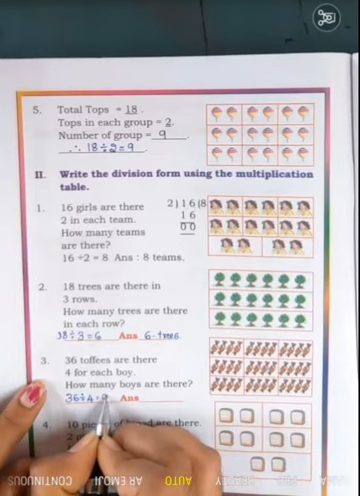 5. Total Tops = 18.
Tops in each group = 2.
Number of group = 9
∴ 18÷2=9
II. Write the division form using the multiplication
table.
1. 16 girls are there
2 in each team.
How many teams
are there?
16 ÷2 = 8 Ans : 8 teams.
2)16(8
16
00
2. 18 trees are there in
3 rows.
How many trees are there
in each row?
18÷3=6 Ans 6 trees
3. 36 toffees are there
4 for each boy.
How many boys are there?
36÷4=9 Ans
4. 10 of are there.
2
AUTO
AR EMOJI
CONTINUOUS